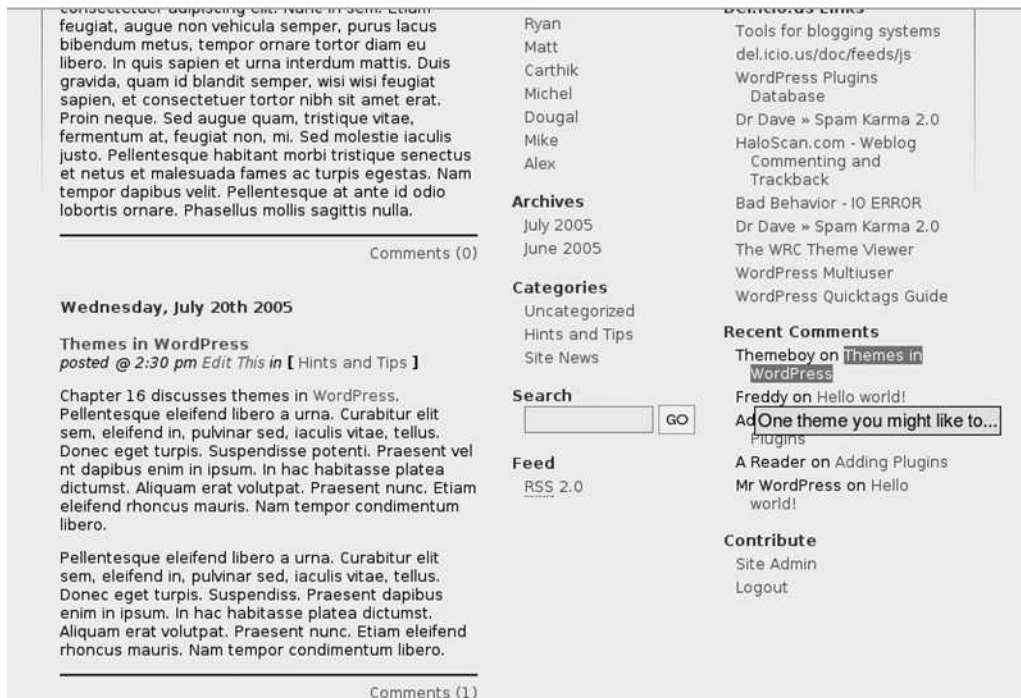 consectetuer adipiscing elit. Nunc in sem. Etiam
feugiat, augue non vehicula semper, purus lacus
bibendum metus, tempor ornare tortor diam eu
libero. In quis sapien et urna interdum mattis. Duis
gravida, quam id blandit semper, wisi wisi feugiat
sapien, et consectetuer tortor nibh sit amet erat.
Proin neque. Sed augue quam, tristique vitae,
fermentum at, feugiat non, mi. Sed molestie iaculis
justo. Pellentesque habitant morbi tristique senectus
et netus et malesuada fames ac turpis egestas. Nam
tempor dapibus velit. Pellentesque at ante id odio
lobortis ornare. Phasellus mollis sagittis nulla.
Comments (0)
Wednesday, July 20th 2005
Themes in WordPress
posted @ 2:30 pm Edit This in [ Hints and Tips ]
Chapter 16 discusses themes in WordPress.
Pellentesque eleifend libero a urna. Curabitur elit
sem, eleifend in, pulvinar sed, iaculis vitae, tellus.
Donec eget turpis. Suspendisse potenti. Praesent vel
nt dapibus enim in ipsum. In hac habitasse platea
dictumst. Aliquam erat volutpat. Praesent nunc. Etiam
eleifend rhoncus mauris. Nam tempor condimentum
libero.
Pellentesque eleifend libero a urna. Curabitur elit
sem, eleifend in, pulvinar sed, iaculis vitae, tellus.
Donec eget turpis. Suspendiss. Praesent dapibus
enim in ipsum. In hac habitasse platea dictumst.
Aliquam erat volutpat. Praesent nunc. Etiam eleifend
rhoncus mauris. Nam tempor condimentum libero.
Comments (1)
Ryan
Matt
Carthik
Michel
Dougal
Mike
Alex
Archives
July 2005
June 2005
Categories
Uncategorized
Hints and Tips
Site News
Search
GO
Feed
RSS 2.0
Del.icio.us Links
Tools for blogging systems
del.icio.us/doc/feeds/js
WordPress Plugins
Database
Dr Dave » Spam Karma 2.0
HaloScan.com - Weblog
Commenting and
Trackback
Bad Behavior - IO ERROR
Dr Dave » Spam Karma 2.0
The WRC Theme Viewer
WordPress Multiuser
WordPress Quicktags Guide
Recent Comments
Themeboy on Themes in
WordPress
Freddy on Hello world!
Ad One theme you might like to...
Plugins
A Reader on Adding Plugins
Mr WordPress on Hello
world!
Contribute
Site Admin
Logout